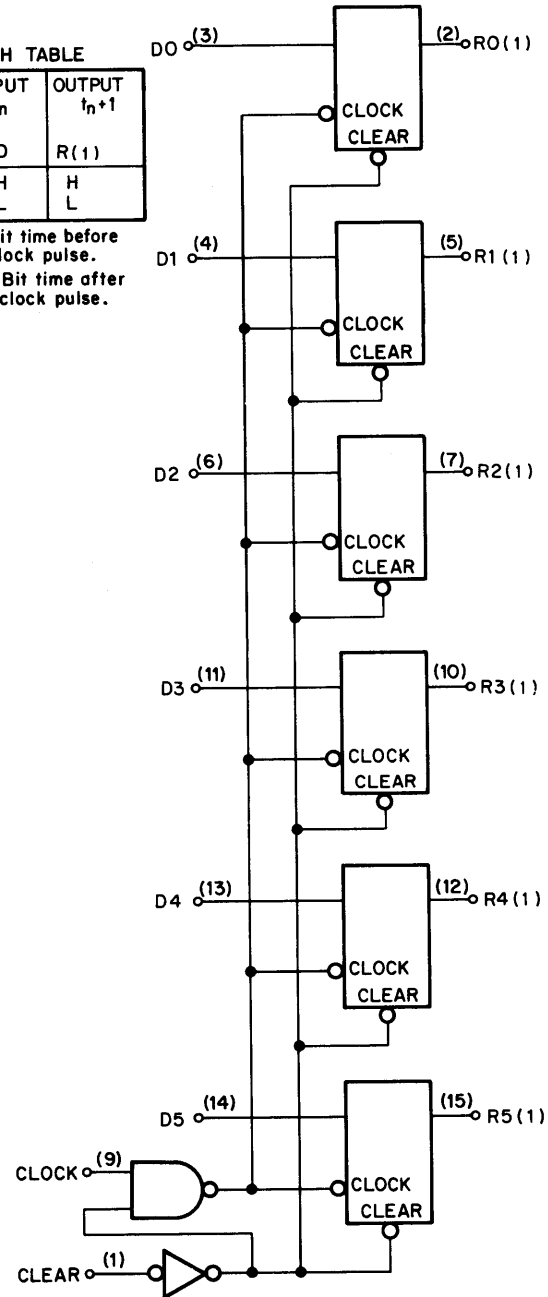 H TABLE
PUT OUTPUT
n tn+1
D R(1)
H H
L L
it time before
lock pulse.
Bit time after
clock pulse.
D0 (3) (2) R0(1)
CLOCK
CLEAR
D1 (4) (5) R1(1)
CLOCK
CLEAR
D2 (6) (7) R2(1)
CLOCK
CLEAR
D3 (11) (10) R3(1)
CLOCK
CLEAR
D4 (13) (12) R4(1)
CLOCK
CLEAR
D5 (14) (15) R5(1)
CLOCK (9) CLOCK
CLEAR
CLEAR (1)